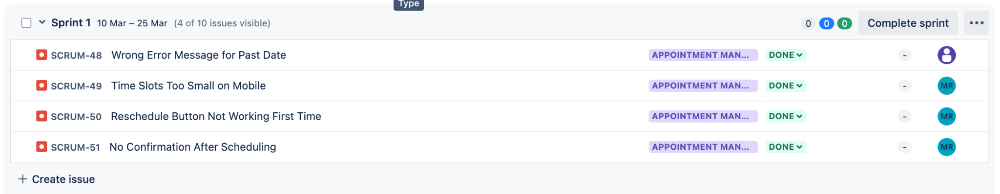 Type
Sprint 1 10 Mar – 25 Mar (4 of 10 issues visible) 0 0 0 Complete sprint
SCRUM-48 Wrong Error Message for Past Date APPOINTMENT MAN... DONE -
SCRUM-49 Time Slots Too Small on Mobile APPOINTMENT MAN... DONE - MR
SCRUM-50 Reschedule Button Not Working First Time APPOINTMENT MAN... DONE - MR
SCRUM-51 No Confirmation After Scheduling APPOINTMENT MAN... DONE - MR
+ Create issue